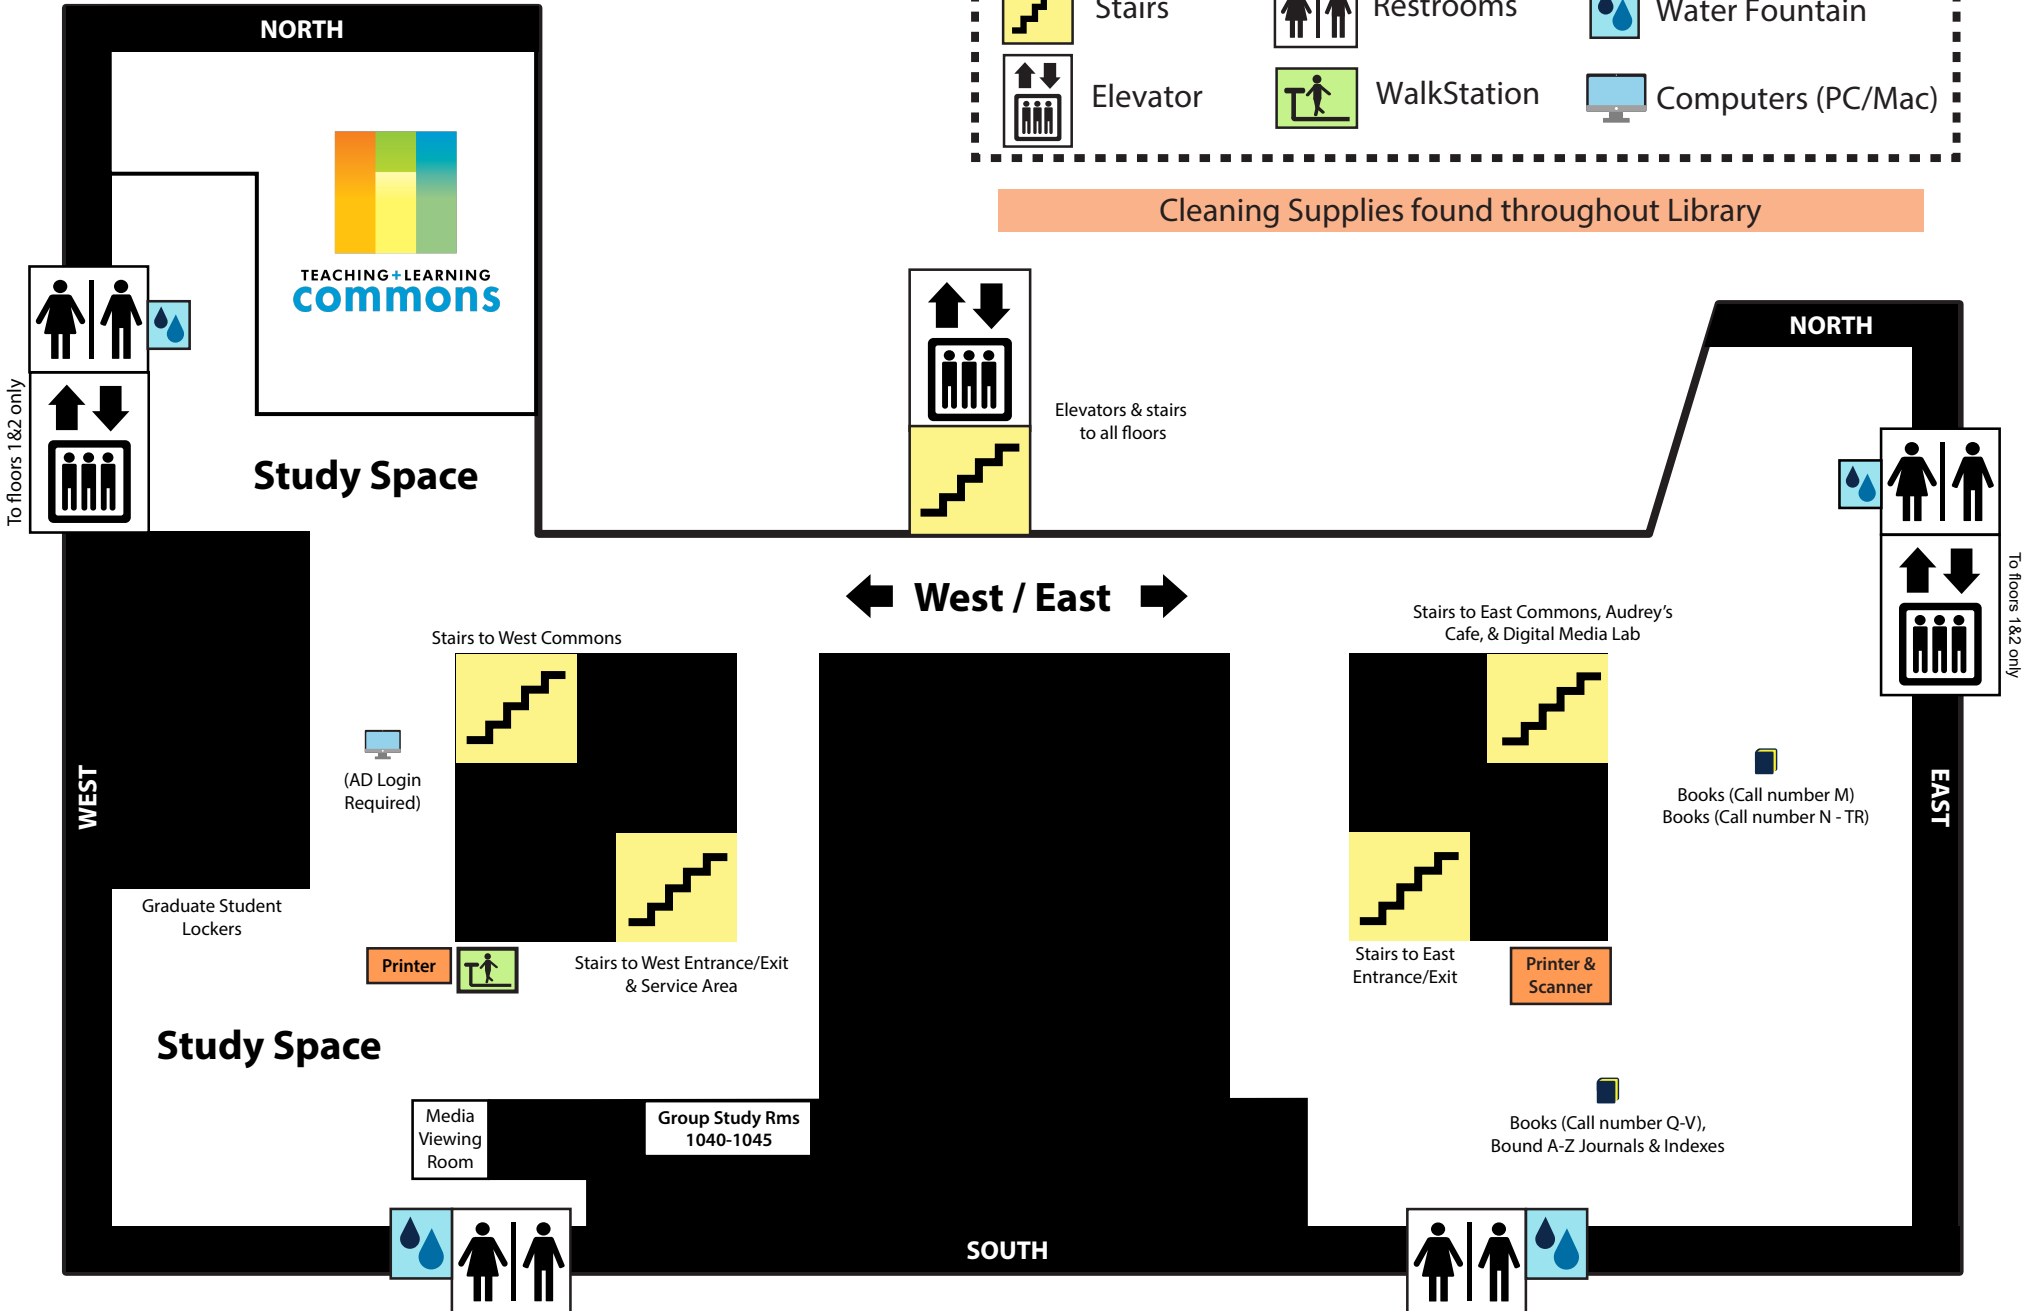 Stairs
Restrooms
Water Fountain
Elevator
WalkStation
Computers (PC/Mac)
Cleaning Supplies found throughout Library
NORTH
TEACHING+LEARNING
commons
To floors 1&2 only
Study Space
Elevators & stairs
to all floors
NORTH
To floors 1&2 only
West / East
Stairs to West Commons
Stairs to East Commons, Audrey's
Cafe, & Digital Media Lab
(AD Login
Required)
WEST
Books (Call number M)
Books (Call number N - TR)
EAST
Graduate Student
Lockers
Printer
Stairs to West Entrance/Exit
& Service Area
Stairs to East
Entrance/Exit
Printer &
Scanner
Study Space
Media
Viewing
Room
Group Study Rms
1040-1045
Books (Call number Q-V),
Bound A-Z Journals & Indexes
SOUTH